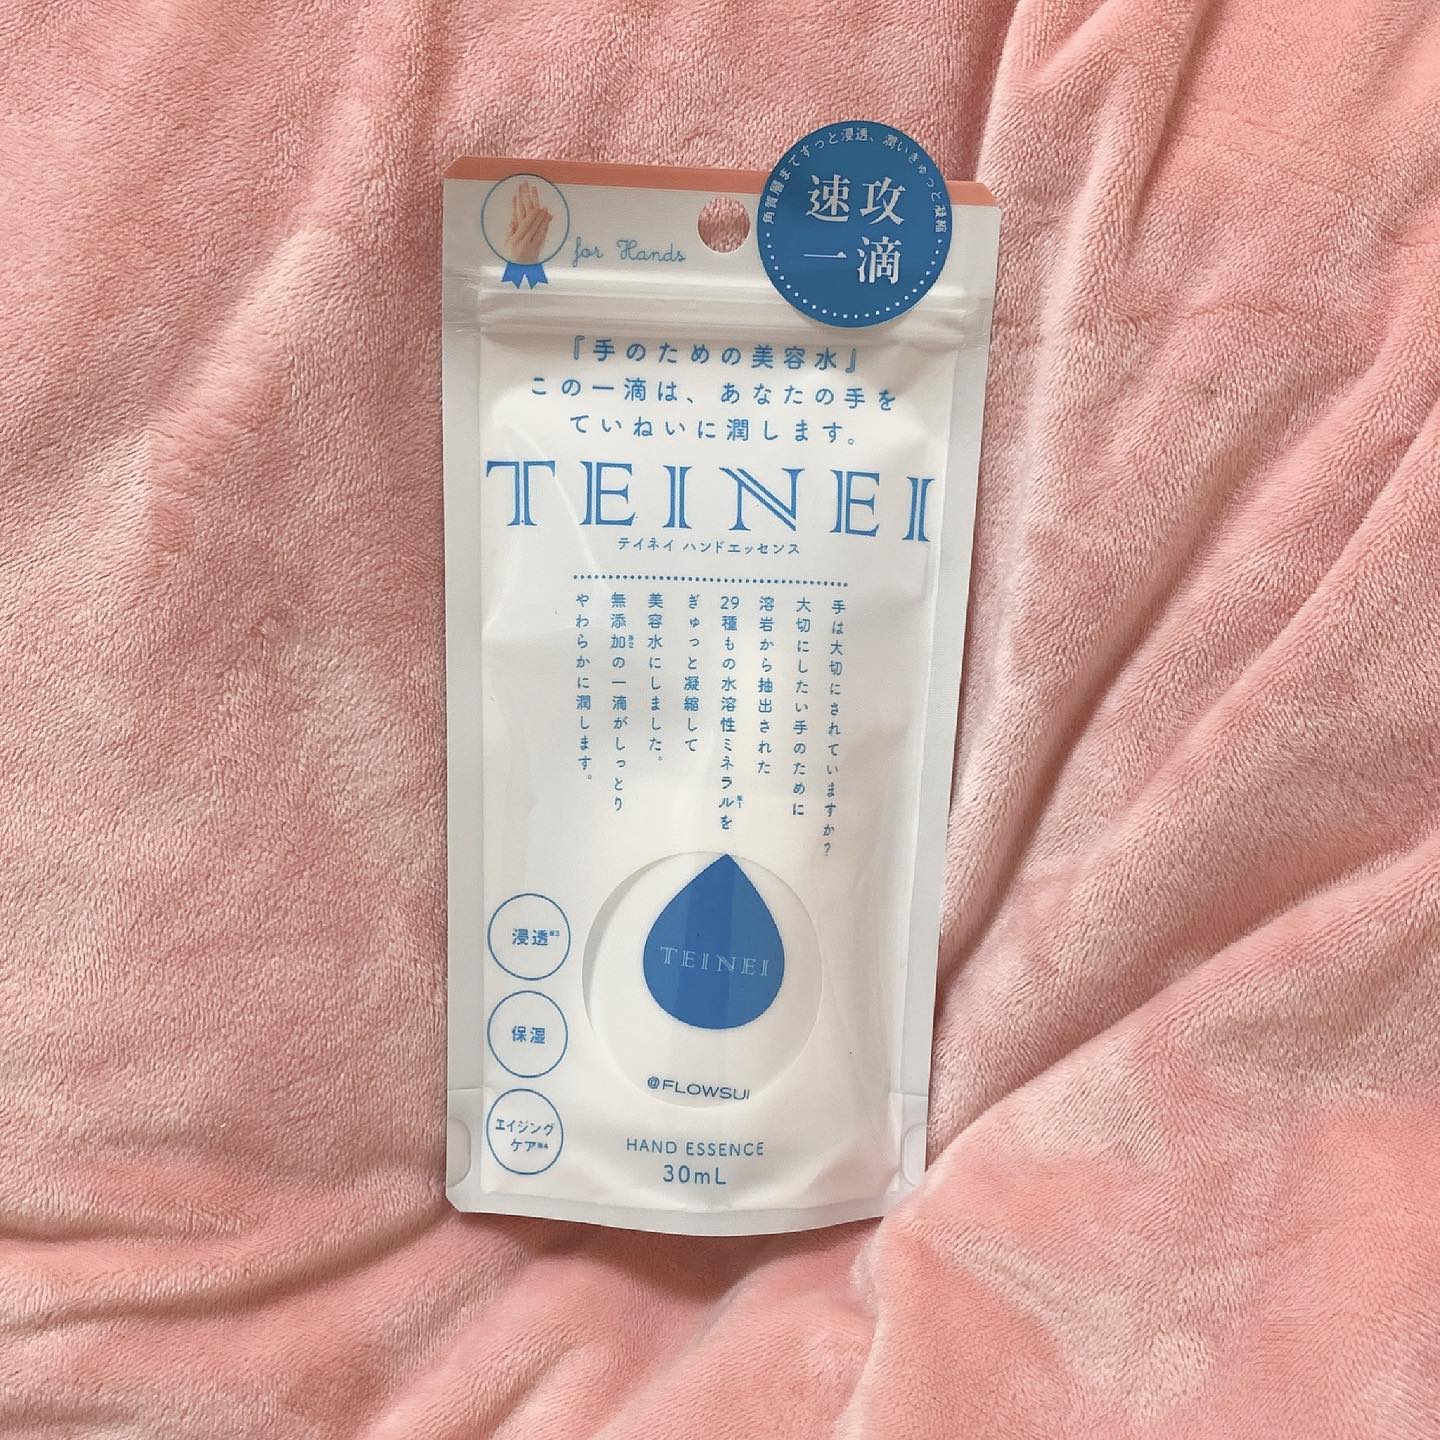 角質層まですっと浸透、潤いきゅっと凝縮
速攻
一滴
for Hands
『手のための美容水』
この一滴は、あなたの手を
ていねいに潤します。
TEINEI
テイネイ ハンドエッセンス
手は大切にされていますか？
大切にしたい手のために
溶岩から抽出された
29種もの水溶性ミネラル※1を
ぎゅっと凝縮して
美容水にしました。
無添加※2の一滴がしっとり
やわらかに潤します。
TEINEI
浸透※3
保湿
エイジング
ケア※4
@FLOWSUI
HAND ESSENCE
30mL